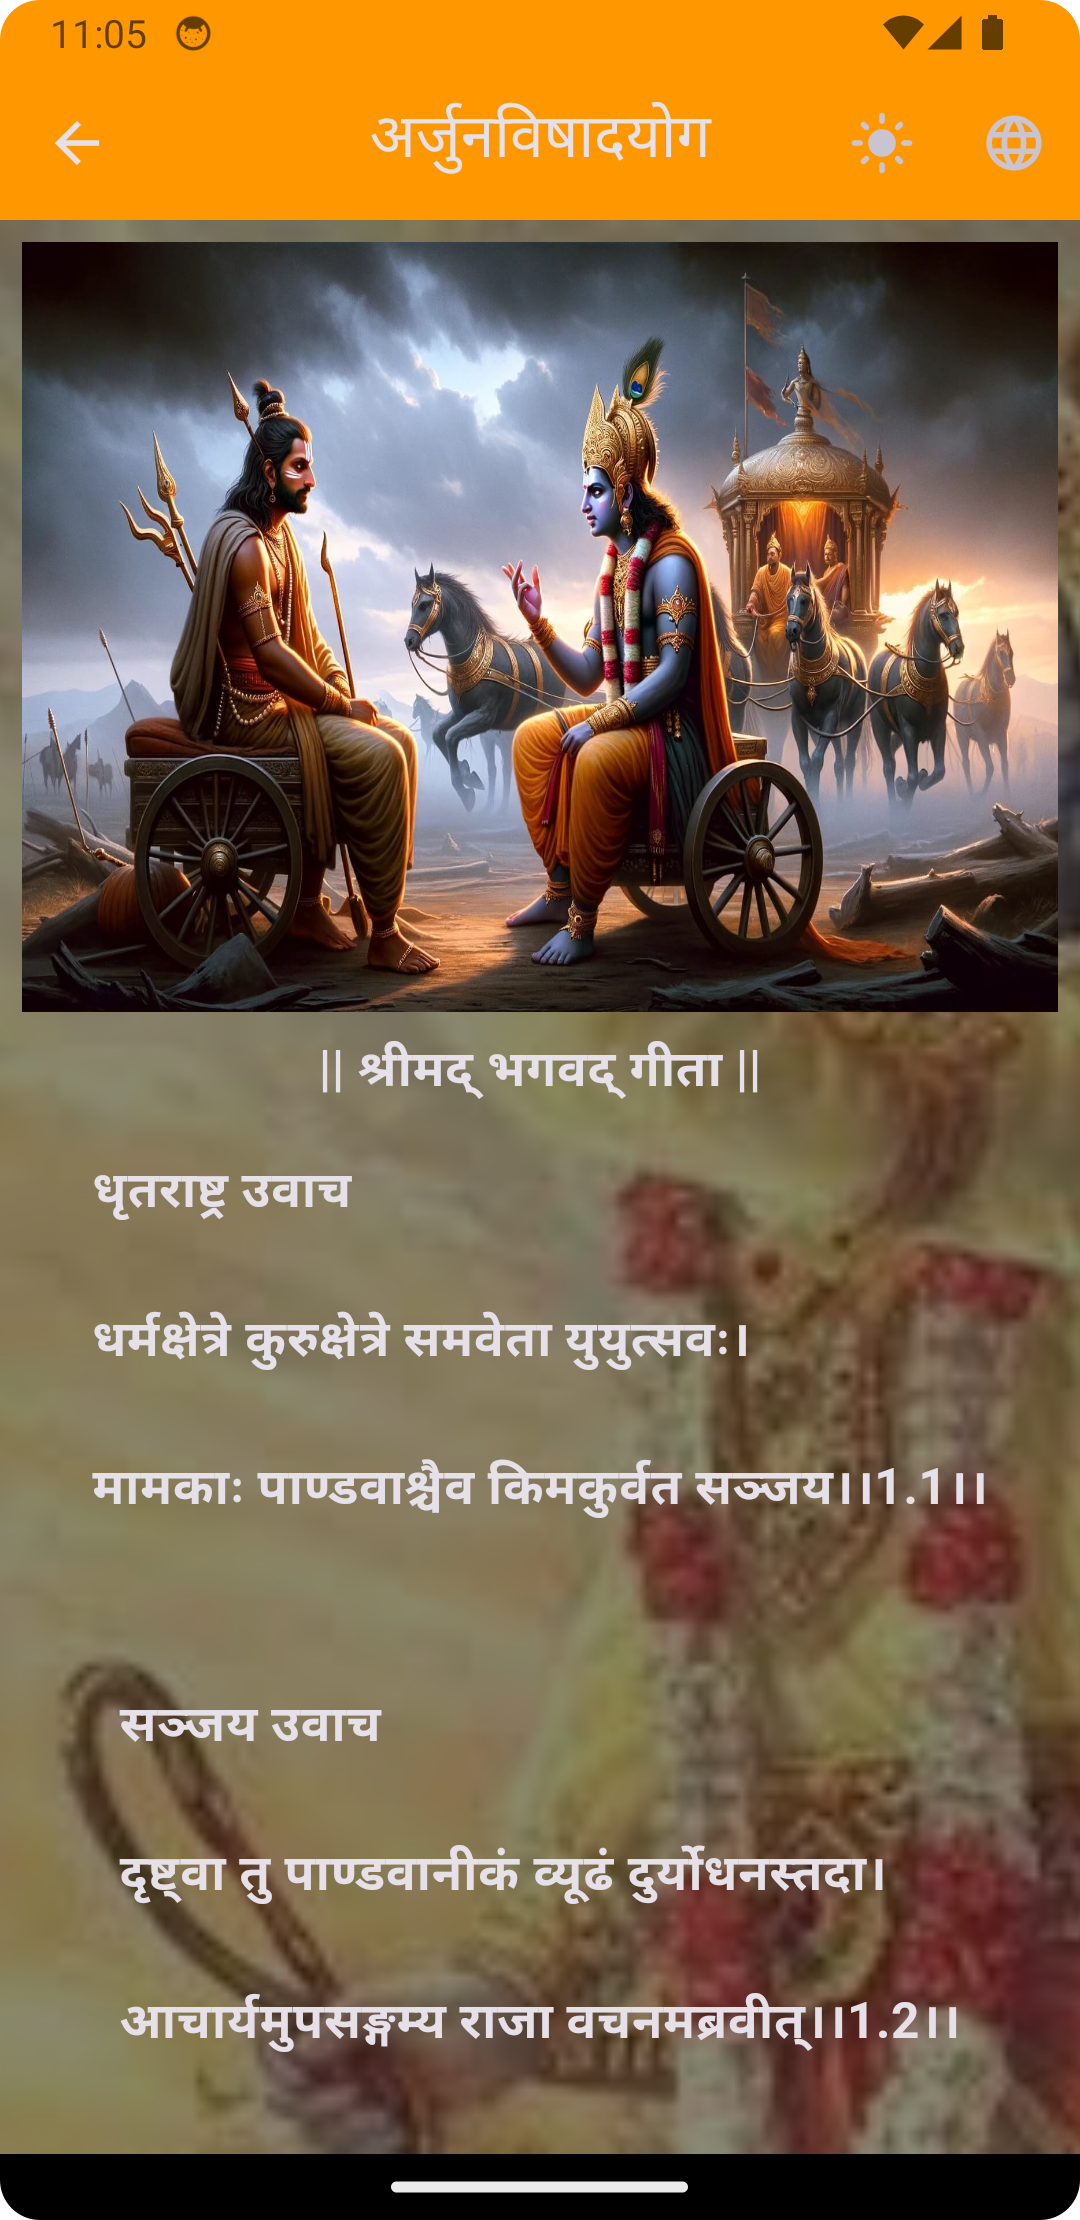 11:05
अर्जुनविषादयोग
|| श्रीमद् भगवद् गीता ||
धृतराष्ट्र उवाच
धर्मक्षेत्रे कुरुक्षेत्रे समवेता युयुत्सवः।
मामकाः पाण्डवाश्चैव किमकुर्वत सञ्जय।।1.1।।
सञ्जय उवाच
दृष्ट्वा तु पाण्डवानीकं व्यूढं दुर्योधनस्तदा।
आचार्यमुपसङ्गम्य राजा वचनमब्रवीत्।।1.2।।